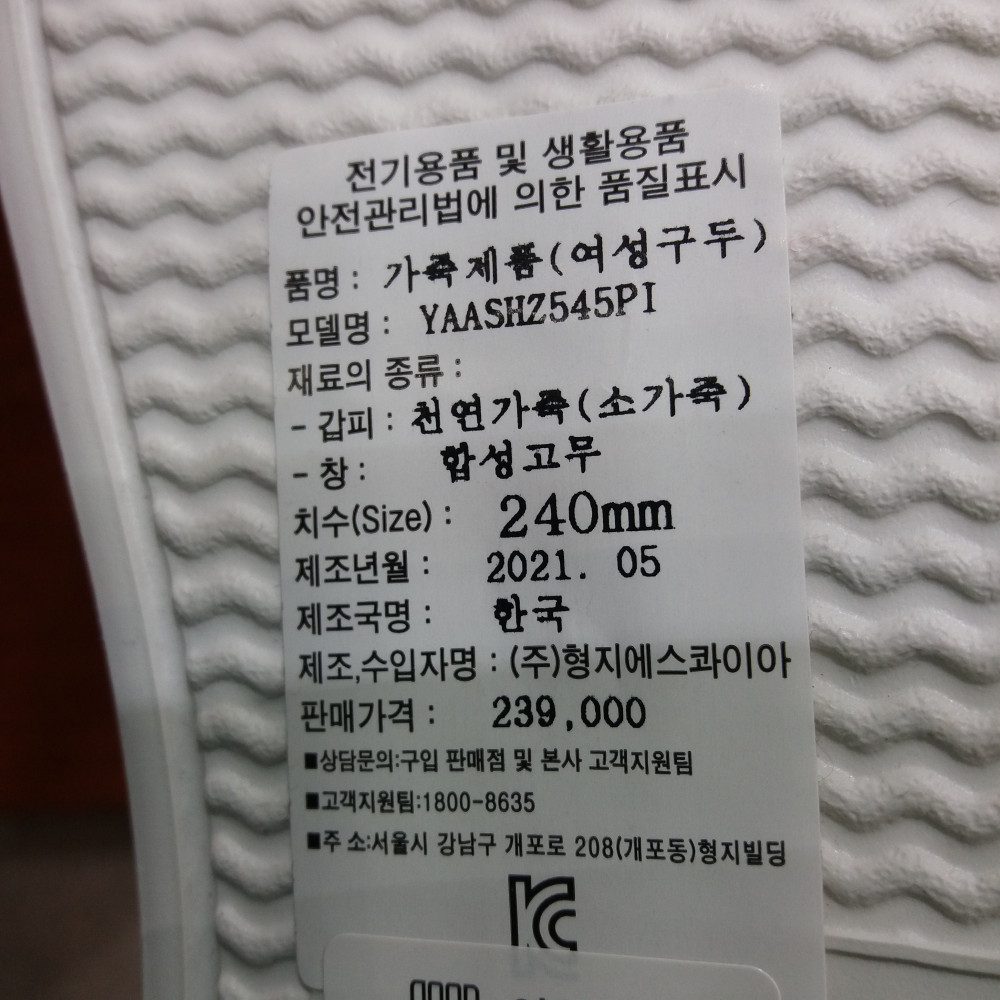 전기용품 및 생활용품
안전관리법에 의한 품질표시
품명 : 가죽제품(여성구두)
모델명 : YAASHZ545PI
재료의 종류 :
- 갑피 : 천연가죽(소가죽)
- 창 : 합성고무
치수(Size) : 240mm
제조년월 : 2021. 05
제조국명 : 한국
제조,수입자명 : (주)형지에스콰이아
판매가격 : 239,000
■상담문의:구입 판매점 및 본사 고객지원팀
■고객지원팀:1800-8635
■주 소:서울시 강남구 개포로 208(개포동)형지빌딩
KC